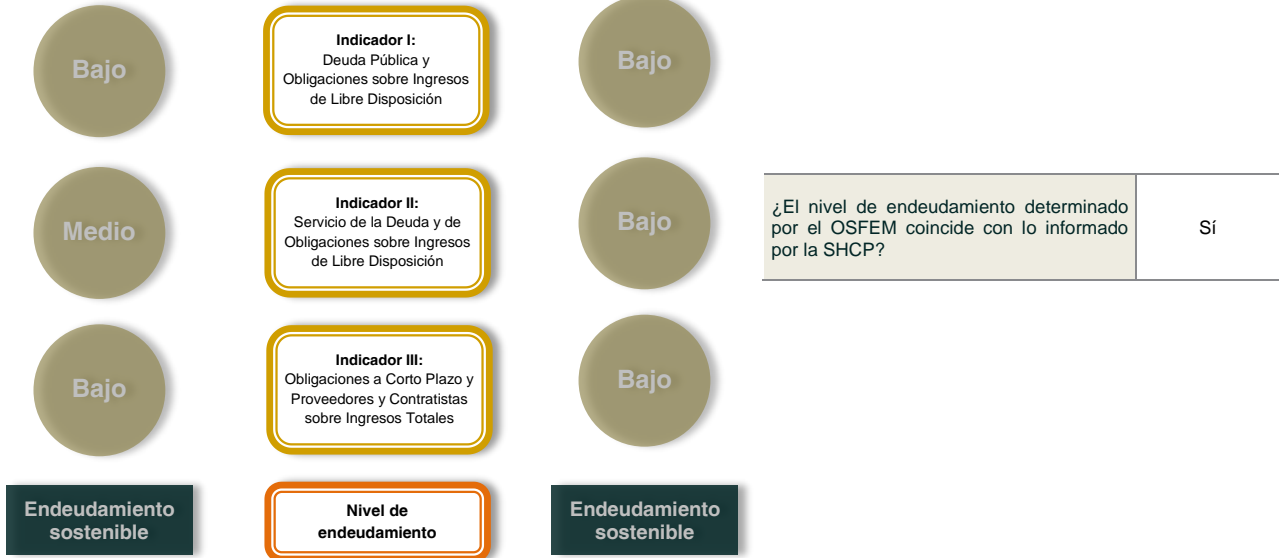 Bajo
Indicador I:
Deuda Pública y
Obligaciones sobre Ingresos
de Libre Disposición
Bajo
Medio
Indicador II:
Servicio de la Deuda y de
Obligaciones sobre Ingresos
de Libre Disposición
Bajo
¿El nivel de endeudamiento determinado
por el OSFEM coincide con lo informado
por la SHCP?
Sí
Bajo
Indicador III:
Obligaciones a Corto Plazo y
Proveedores y Contratistas
sobre Ingresos Totales
Bajo
Endeudamiento
sostenible
Nivel de
endeudamiento
Endeudamiento
sostenible